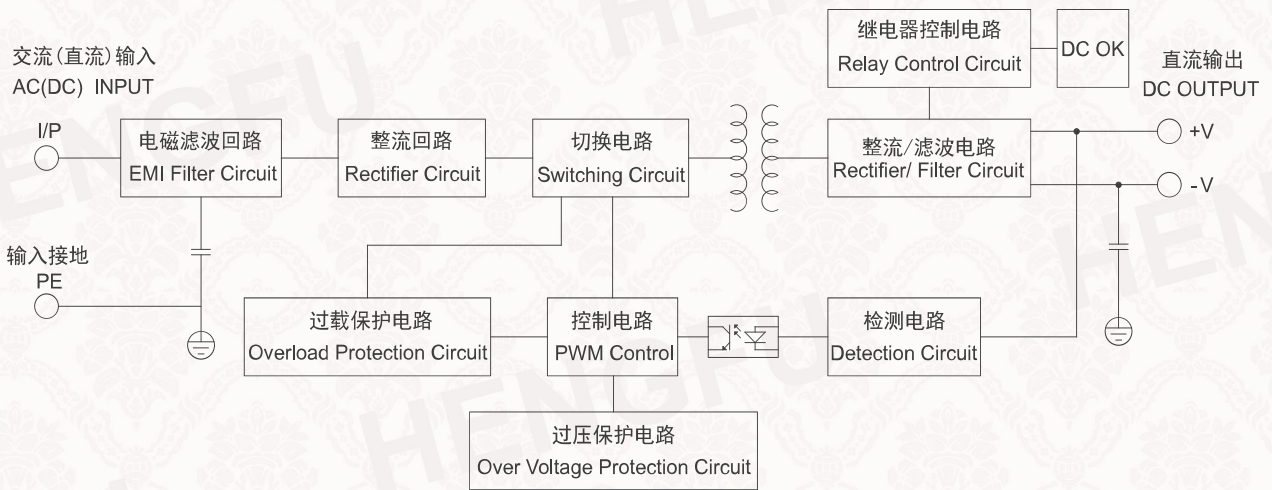 交流(直流)输入
AC(DC) INPUT
I/P
电磁滤波回路
EMI Filter Circuit
整流回路
Rectifier Circuit
切换电路
Switching Circuit
继电器控制电路
Relay Control Circuit
DC OK
整流/滤波电路
Rectifier/ Filter Circuit
直流输出
DC OUTPUT
+V
-V
输入接地
PE
过载保护电路
Overload Protection Circuit
控制电路
PWM Control
检测电路
Detection Circuit
过压保护电路
Over Voltage Protection Circuit
HENGFU
HENGFU
HENGFU
HENGFU